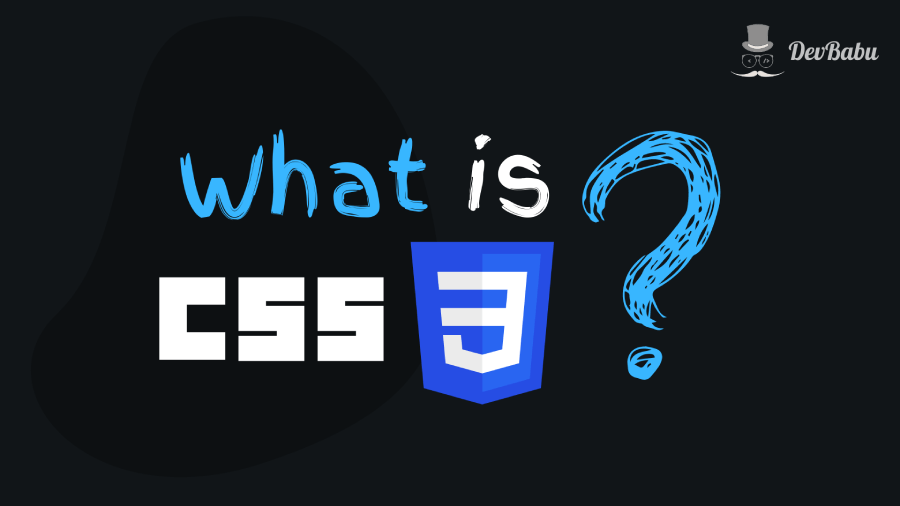 DevBabu
What is ?
CSS 3